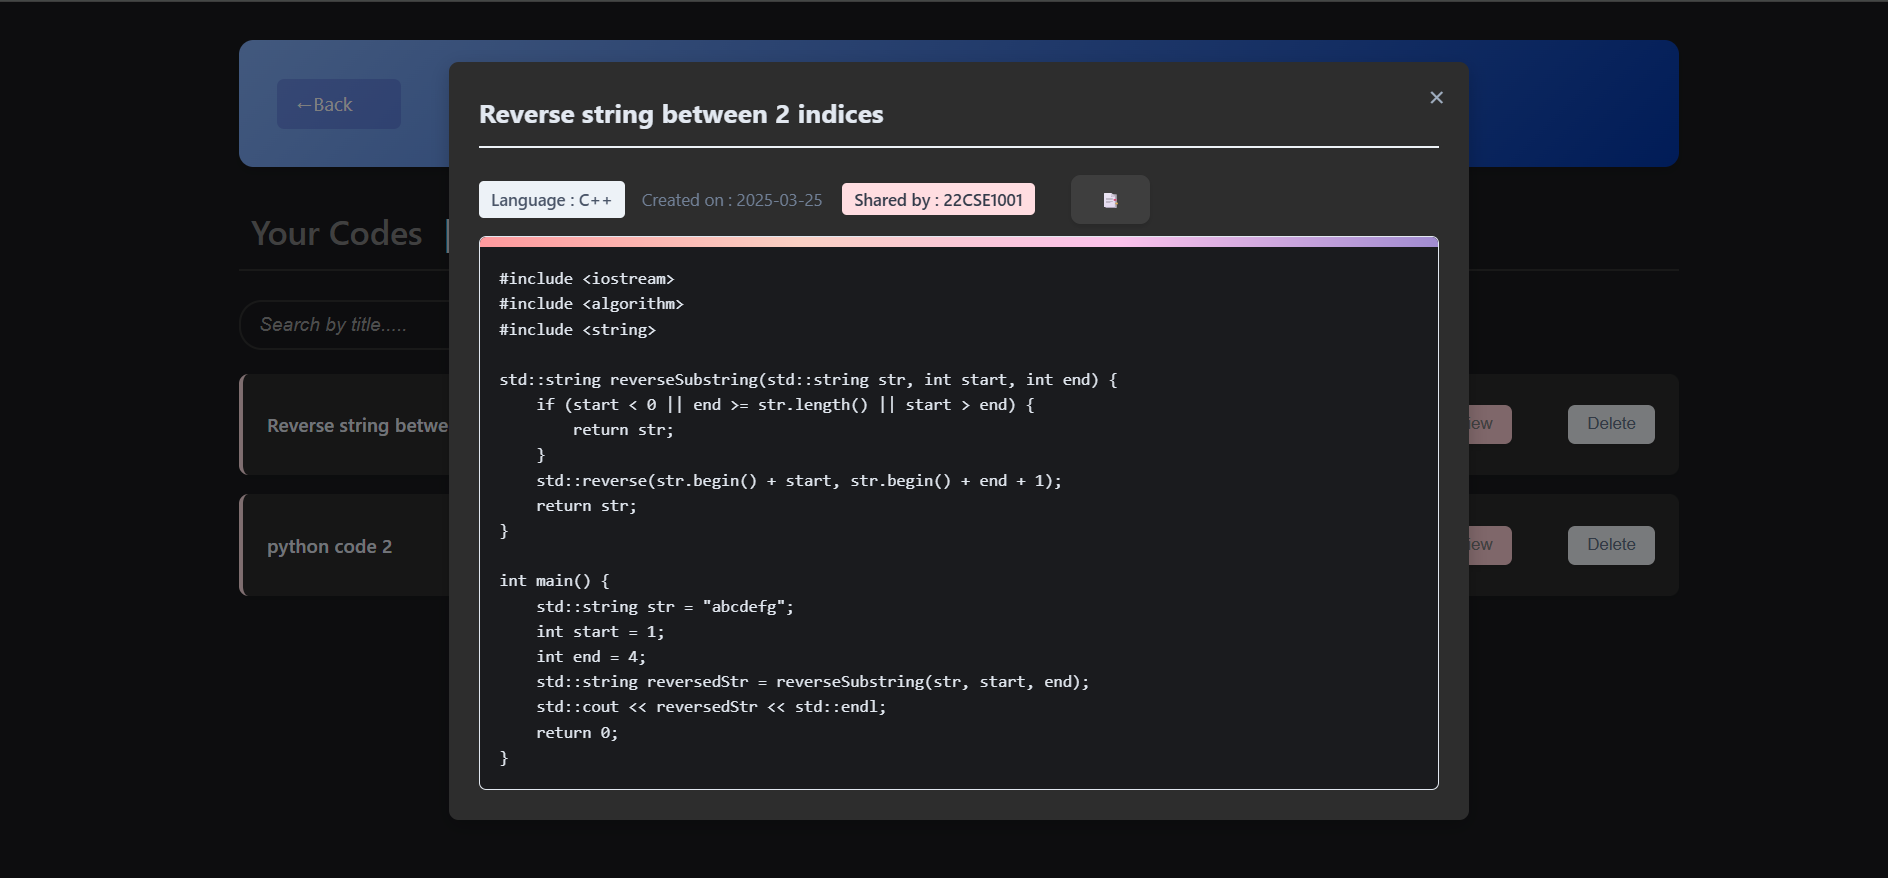 ←Back
Reverse string between 2 indices
×
Language : C++
Created on : 2025-03-25
Shared by : 22CSE1001
Your Codes
Search by title.....
#include <iostream>
#include <algorithm>
#include <string>
std::string reverseSubstring(std::string str, int start, int end) {
    if (start < 0 || end >= str.length() || start > end) {
        return str;
    }
    std::reverse(str.begin() + start, str.begin() + end + 1);
    return str;
}
int main() {
    std::string str = "abcdefg";
    int start = 1;
    int end = 4;
    std::string reversedStr = reverseSubstring(str, start, end);
    std::cout << reversedStr << std::endl;
    return 0;
}
Reverse string betwe
iew
Delete
python code 2
iew
Delete